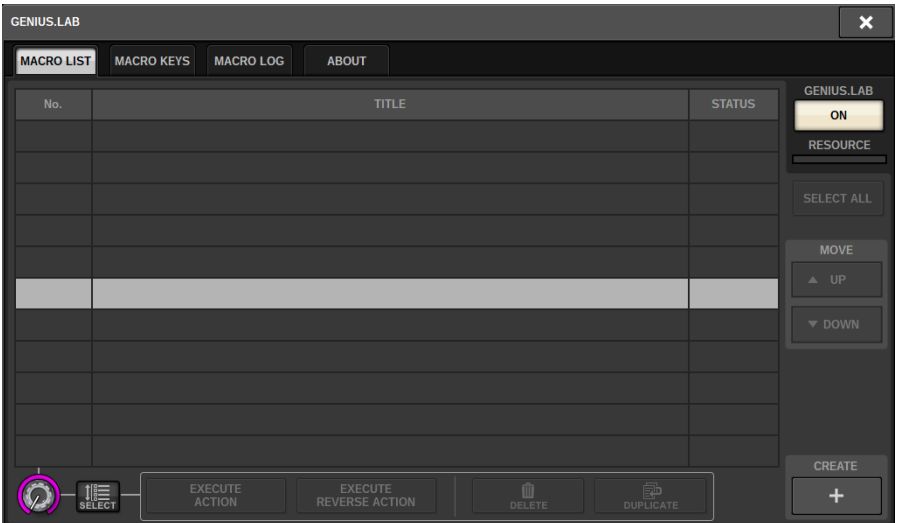 GENIUS.LAB
MACRO LIST MACRO KEYS MACRO LOG ABOUT
No. TITLE STATUS
GENIUS.LAB
ON
RESOURCE
SELECT ALL
MOVE
UP
DOWN
CREATE
+
SELECT
EXECUTE
ACTION
EXECUTE
REVERSE ACTION
DELETE
DUPLICATE